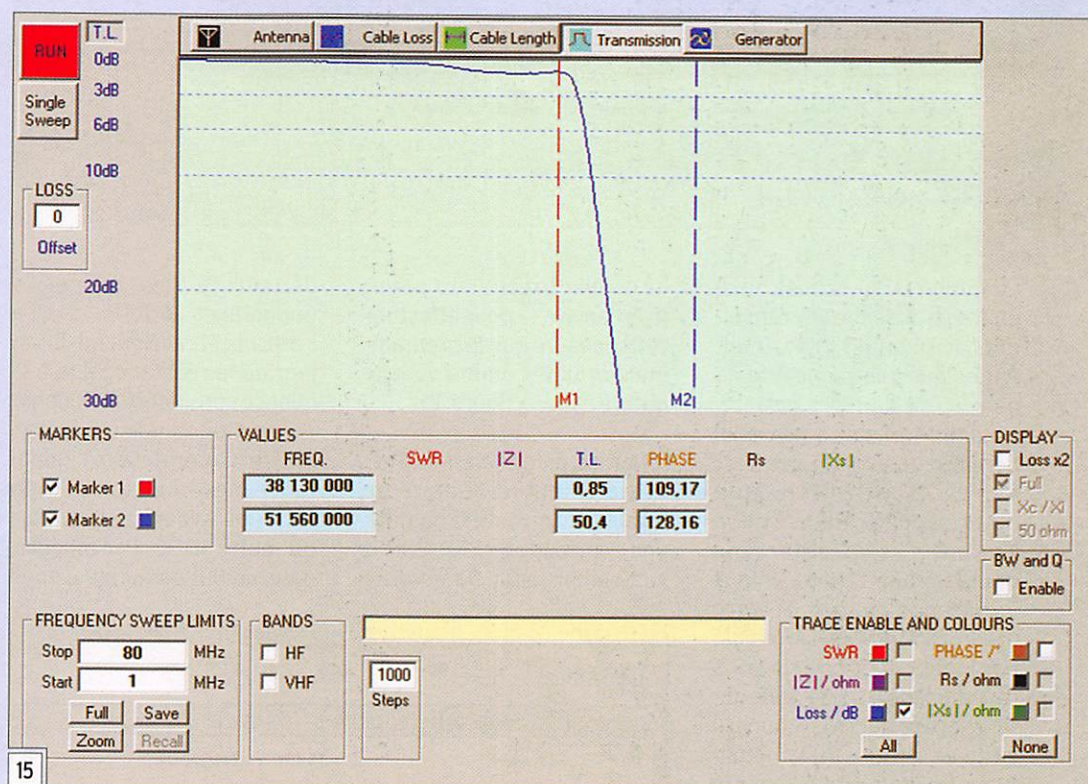 RUN
T.L.
Antenna Cable Loss Cable Length Transmission Generator
0dB
3dB
Single
Sweep
6dB
10dB
LOSS
0
Offset
20dB
30dB
M1 M2
MARKERS
Marker 1
Marker 2
VALUES
FREQ. SWR |Z| T.L. PHASE Rs |Xs|
38 130 000 0,85 109,17
51 560 000 50,4 128,16
DISPLAY
Loss x2
Full
Xc / Xl
50 ohm
BW and Q
Enable
FREQUENCY SWEEP LIMITS
Stop 80 MHz
Start 1 MHz
Full Save
Zoom Recall
BANDS
HF
VHF
1000
Steps
TRACE ENABLE AND COLOURS
SWR PHASE /°
|Z| / ohm Rs / ohm
Loss / dB |Xs| / ohm
All None
15